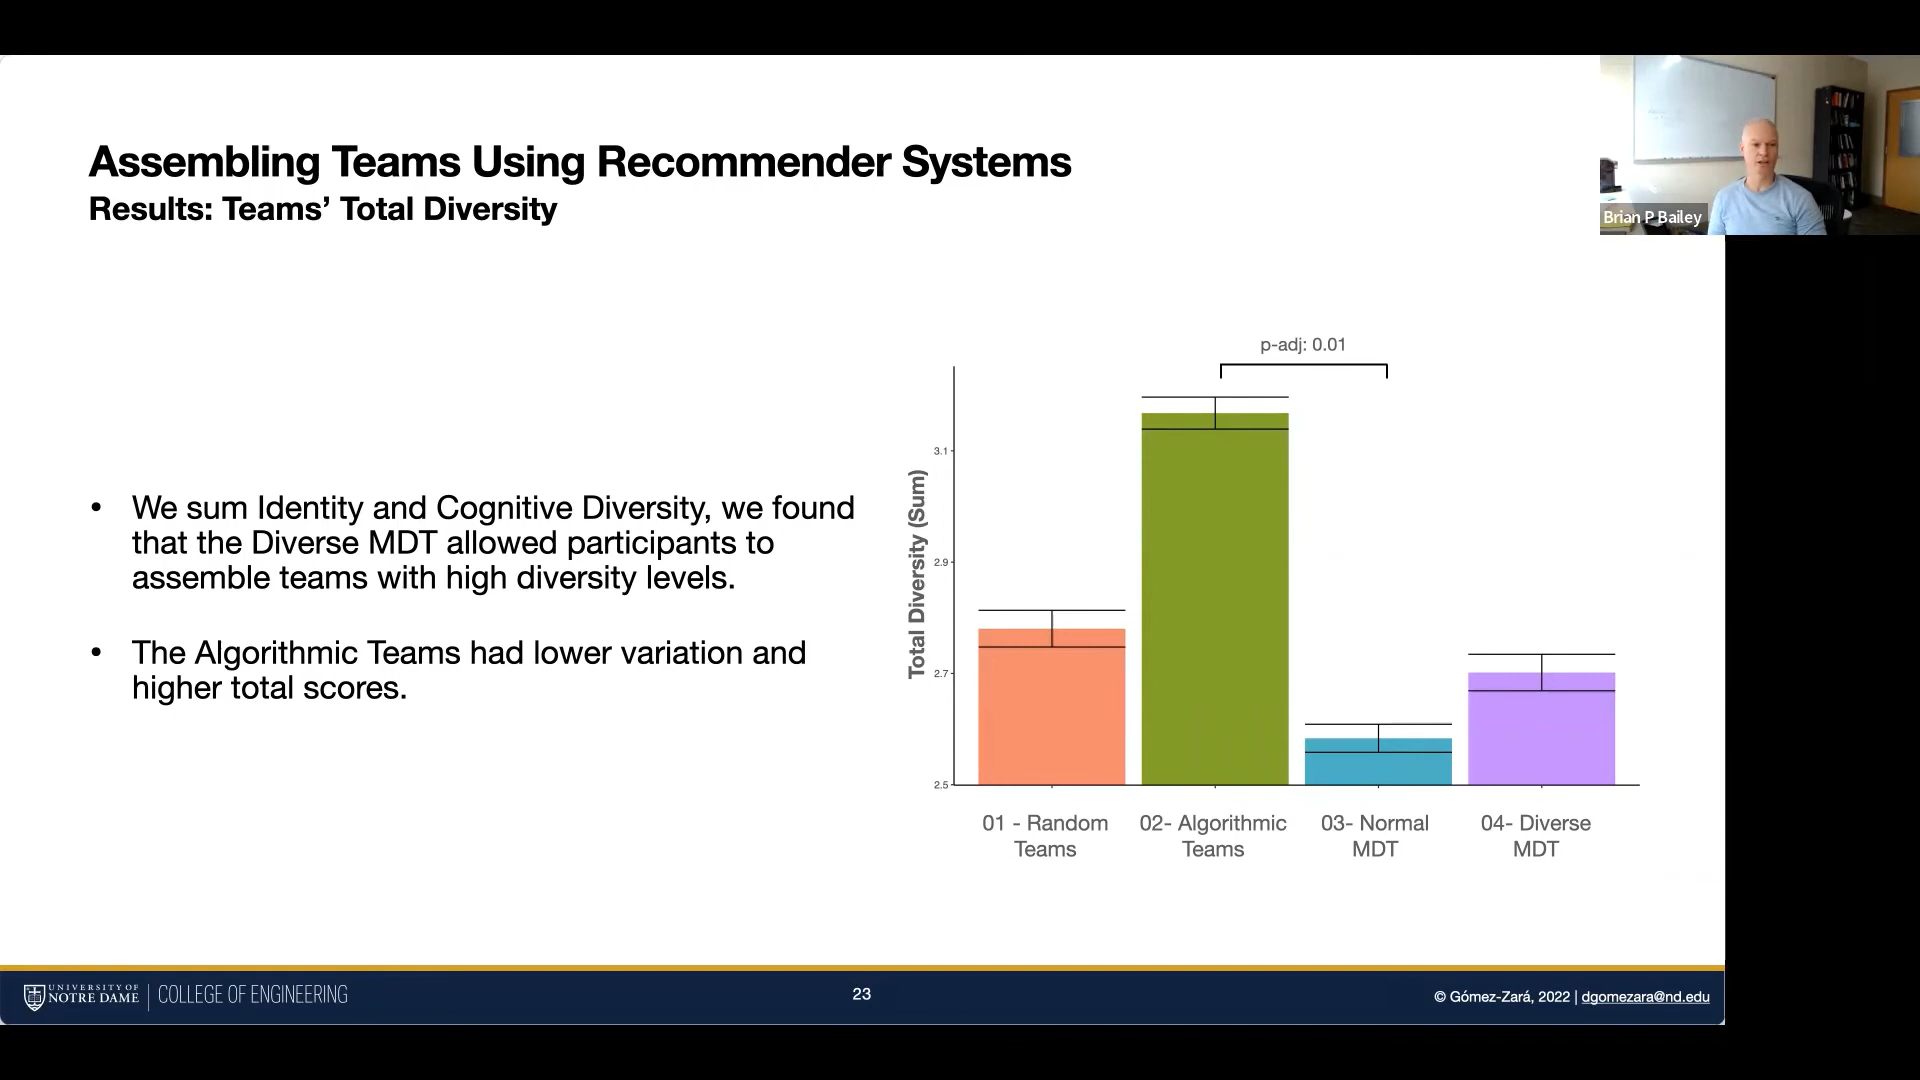 Assembling Teams Using Recommender Systems
Results: Teams’ Total Diversity
Brian P Bailey
• We sum Identity and Cognitive Diversity, we found
that the Diverse MDT allowed participants to
assemble teams with high diversity levels.
• The Algorithmic Teams had lower variation and
higher total scores.
p-adj: 0.01
Total Diversity (Sum)
3.1
2.9
2.7
2.5
01 - Random
Teams
02- Algorithmic
Teams
03- Normal
MDT
04- Diverse
MDT
UNIVERSITY OF
NOTRE DAME
COLLEGE OF ENGINEERING
23
© Gómez-Zará, 2022 | dgomezara@nd.edu